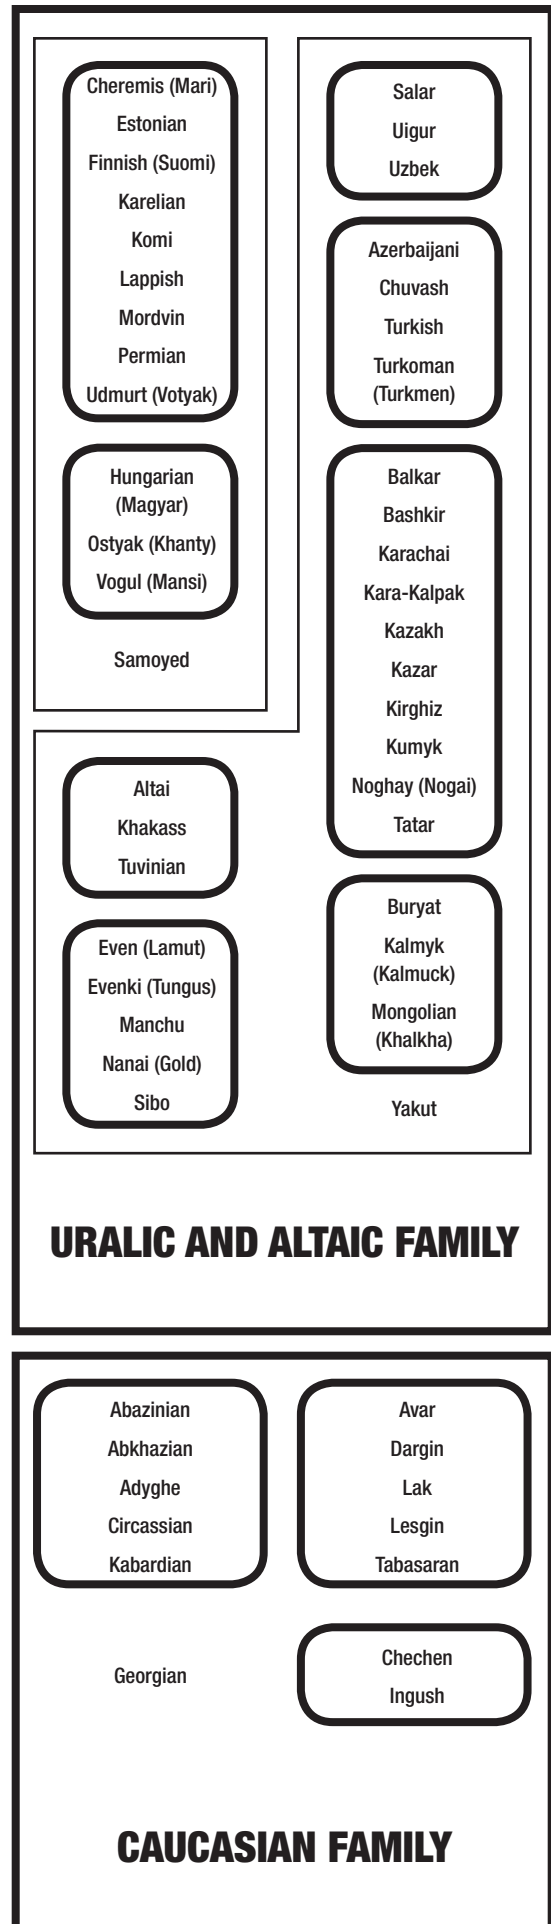 Cheremis (Mari)
Estonian
Finnish (Suomi)
Karelian
Komi
Lappish
Mordvin
Permian
Udmurt (Votyak)
Hungarian
(Magyar)
Ostyak (Khanty)
Vogul (Mansi)
Samoyed
Salar
Uigur
Uzbek
Azerbaijani
Chuvash
Turkish
Turkoman
(Turkmen)
Balkar
Bashkir
Karachai
Kara-Kalpak
Kazakh
Kazar
Kirghiz
Kumyk
Noghay (Nogai)
Tatar
Altai
Khakass
Tuvinian
Even (Lamut)
Evenki (Tungus)
Manchu
Nanai (Gold)
Sibo
Buryat
Kalmyk
(Kalmuck)
Mongolian
(Khalkha)
Yakut
URALIC AND ALTAIC FAMILY
Abazinian
Abkhazian
Adyghe
Circassian
Kabardian
Georgian
Avar
Dargin
Lak
Lesgin
Tabasaran
Chechen
Ingush
CAUCASIAN FAMILY